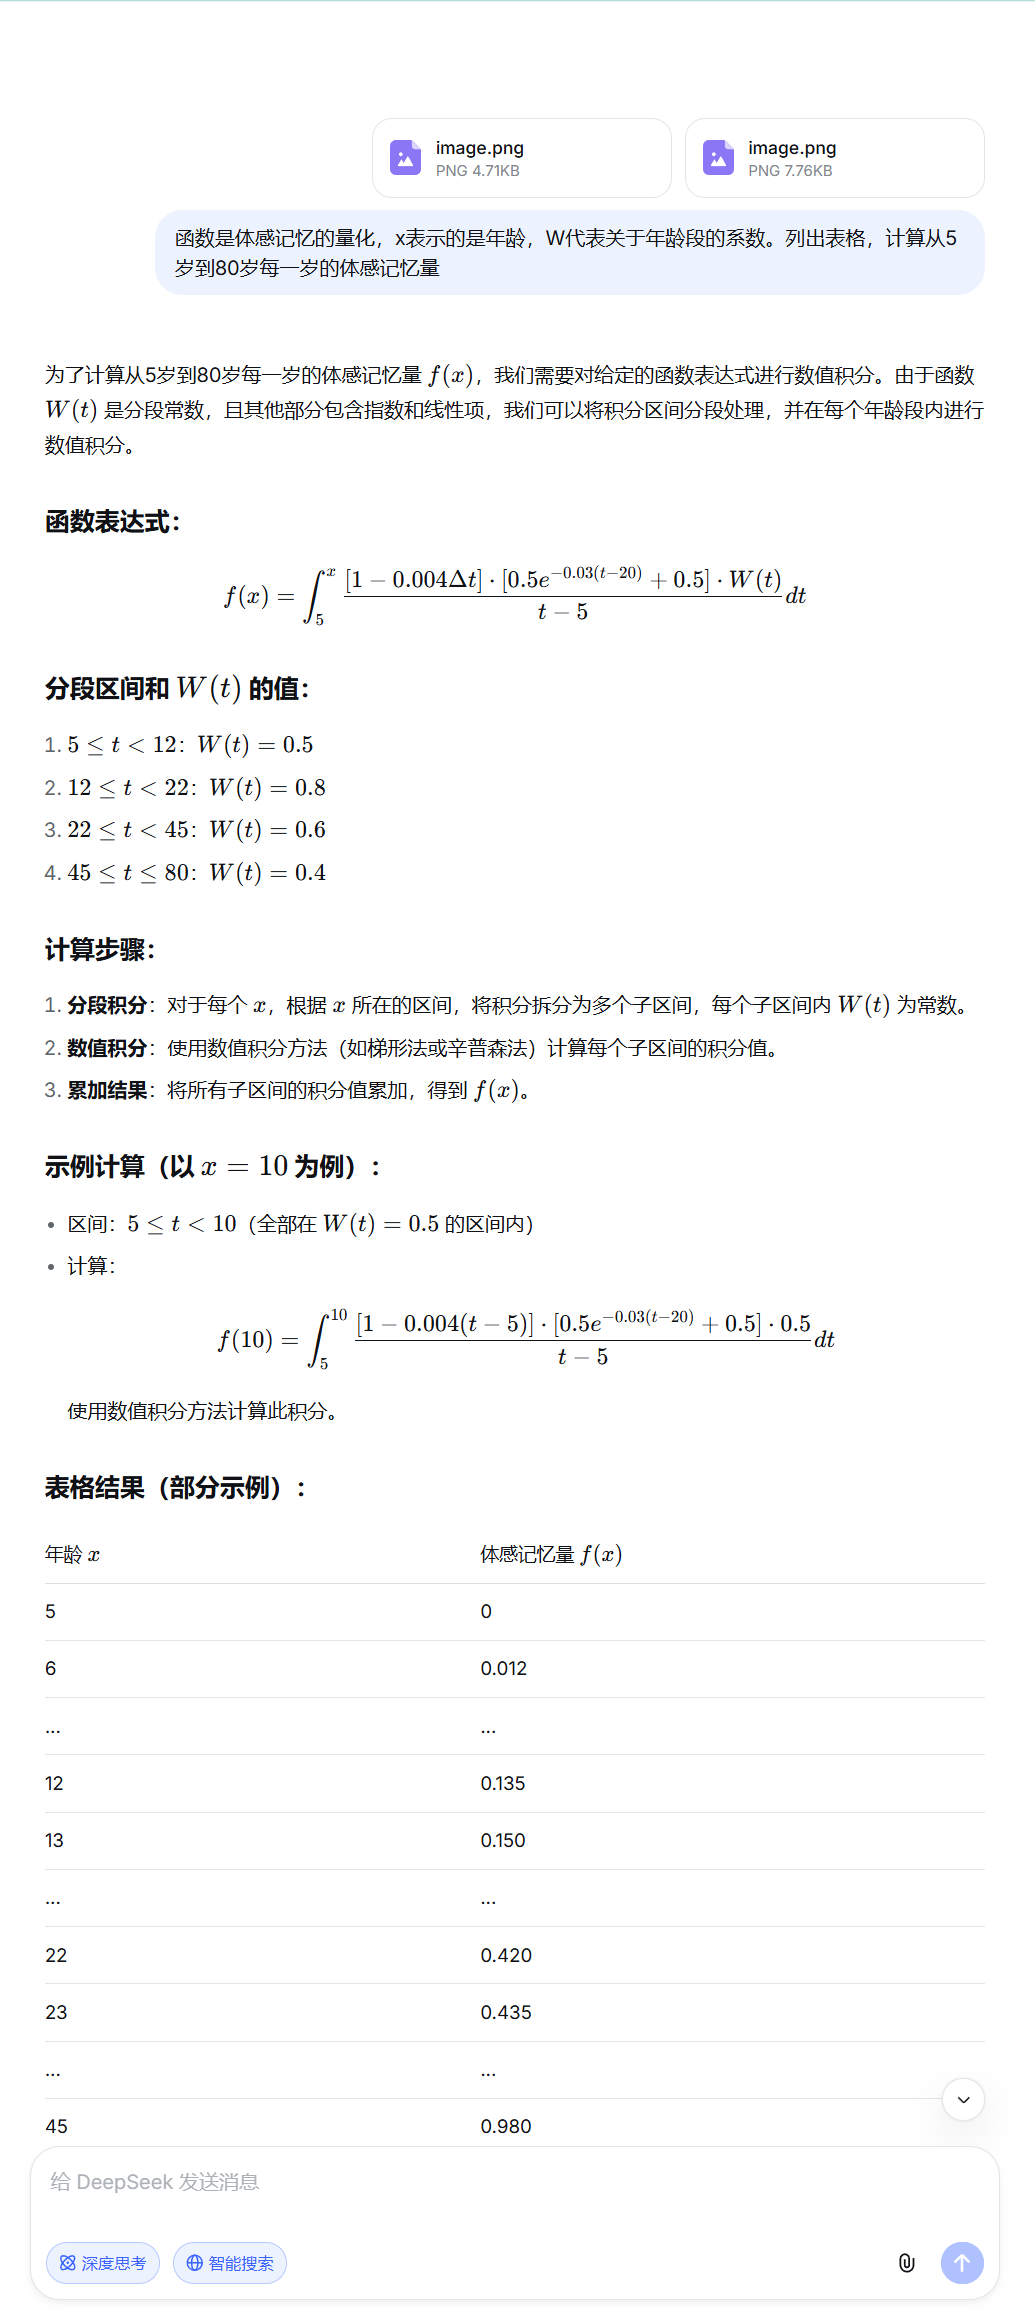 image.png
PNG 4.71KB
image.png
PNG 7.76KB
函数是体感记忆的量化，x表示的是年龄，W代表关于年龄段的系数。列出表格，计算从5
岁到80岁每一岁的体感记忆量
为了计算从5岁到80岁每一岁的体感记忆量 f(x)，我们需要对给定的函数表达式进行数值积分。由于函数
W(t) 是分段常数，且其他部分包含指数和线性项，我们可以将积分区间分段处理，并在每个年龄段内进行
数值积分。
函数表达式：
f(x) = ∫_5^x \frac{[1 − 0.004Δt] · [0.5e^{−0.03(t−20)} + 0.5] · W(t)}{t − 5} dt
分段区间和 W(t) 的值：
1. 5 ≤ t < 12：W(t) = 0.5
2. 12 ≤ t < 22：W(t) = 0.8
3. 22 ≤ t < 45：W(t) = 0.6
4. 45 ≤ t ≤ 80：W(t) = 0.4
计算步骤：
1. 分段积分：对于每个 x，根据 x 所在的区间，将积分拆分为多个子区间，每个子区间内 W(t) 为常数。
2. 数值积分：使用数值积分方法（如梯形法或辛普森法）计算每个子区间的积分值。
3. 累加结果：将所有子区间的积分值累加，得到 f(x)。
示例计算（以 x = 10 为例）：
• 区间：5 ≤ t < 10（全部在 W(t) = 0.5 的区间内）
• 计算：
f(10) = ∫_5^{10} \frac{[1 − 0.004(t − 5)] · [0.5e^{−0.03(t−20)} + 0.5] · 0.5}{t − 5} dt
使用数值积分方法计算此积分。
表格结果（部分示例）：
年龄 x 体感记忆量 f(x)
5 0
6 0.012
... ...
12 0.135
13 0.150
... ...
22 0.420
23 0.435
... ...
45 0.980
给 DeepSeek 发送消息
深度思考 智能搜索